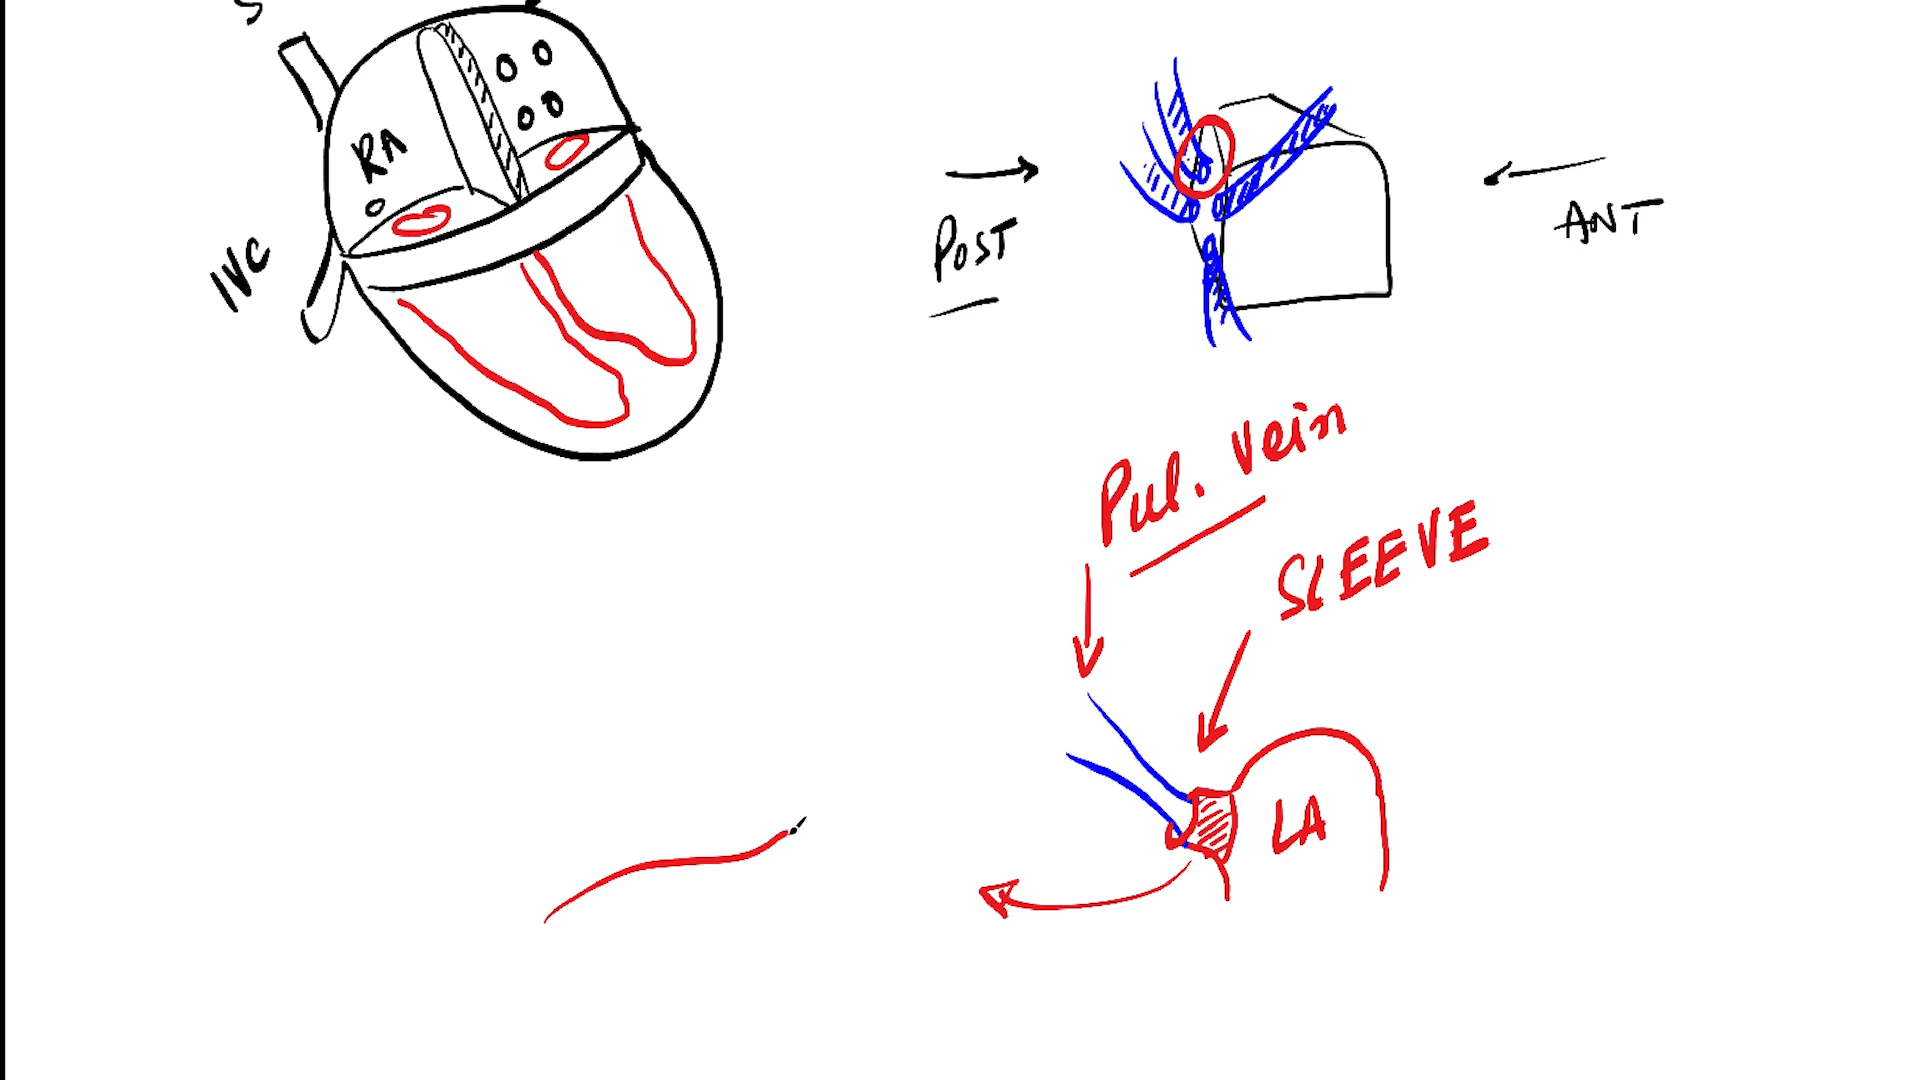 RA
IVC
POST
ANT
Pul. Vein
SLEEVE
LA